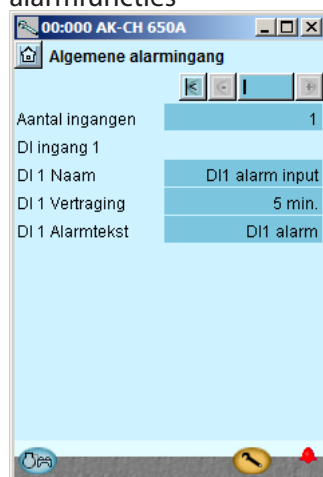 alarmfuncties
00:000 AK-CH 650A
Algemene alarmingang
Aantal ingangen 1
DI ingang 1
DI 1 Naam DI1 alarm input
DI 1 Vertraging 5 min.
DI 1 Alarmtekst DI1 alarm